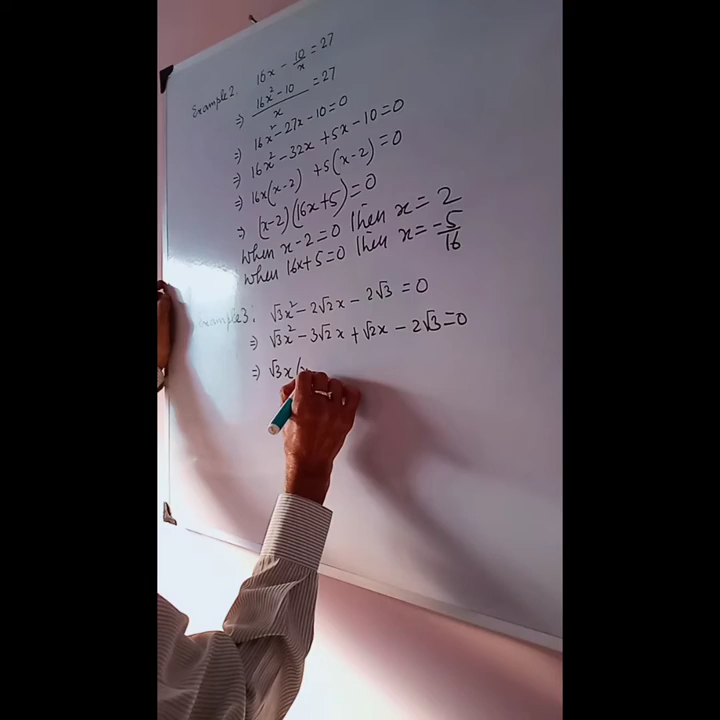 Example 2. 16x - 10/x = 27
⇒ (16x² - 10)/x = 27
⇒ 16x² - 27x - 10 = 0
⇒ 16x² - 32x + 5x - 10 = 0
⇒ 16x(x-2) + 5(x-2) = 0
⇒ (x-2)(16x+5) = 0
When x-2=0 then x = 2
When 16x+5=0 then x = -5/16
Example 3: √3x² - 2√2x - 2√3 = 0
⇒ √3x² - 3√2x + √2x - 2√3 = 0
⇒ √3x(